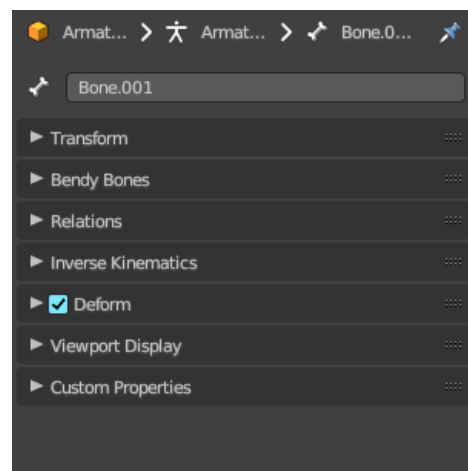 Armat... Armat... Bone.0...
Bone.001
Transform
Bendy Bones
Relations
Inverse Kinematics
Deform
Viewport Display
Custom Properties